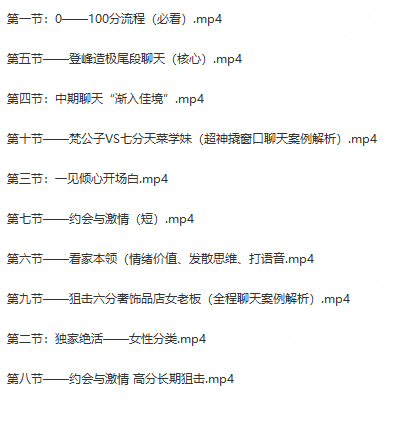 第一节：0——100分流程（必看）.mp4
第五节——登峰造极尾段聊天（核心）.mp4
第四节：中期聊天“渐入佳境”.mp4
第十节——梵公子VS七分天菜学妹（超神撬窗口聊天案例解析）.mp4
第三节：一见倾心开场白.mp4
第七节——约会与激情（短）.mp4
第六节——看家本领（情绪价值、发散思维、打语音.mp4
第九节——狙击六分奢饰品店女老板（全程聊天案例解析）.mp4
第二节：独家绝活——女性分类.mp4
第八节——约会与激情 高分长期狙击.mp4